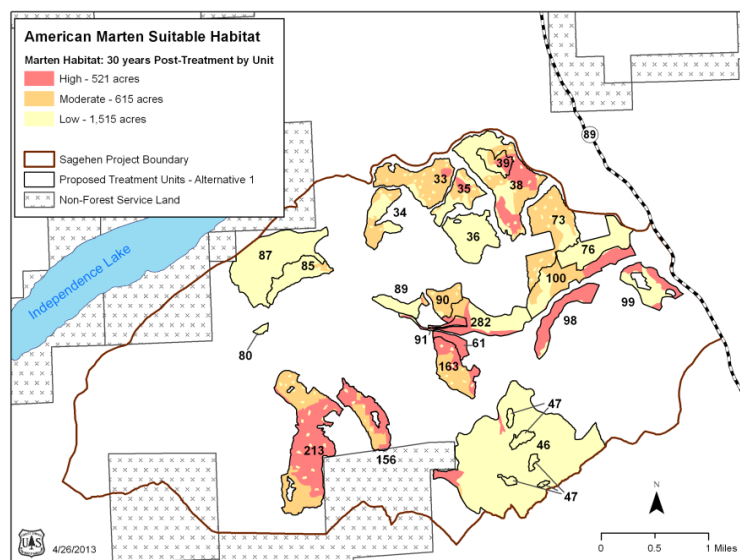 American Marten Suitable Habitat
Marten Habitat: 30 years Post-Treatment by Unit
High - 521 acres
Moderate - 615 acres
Low - 1,515 acres
Sagehen Project Boundary
Proposed Treatment Units - Alternative 1
Non-Forest Service Land
89
39
33
35
38
34
73
36
76
87
85
100
89
90
99
282
98
91
61
80
163
47
213
46
156
47
Independence Lake
N
4/26/2013
0 0.5 1 Miles
UAS